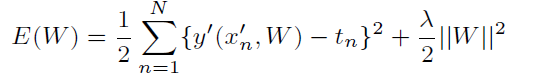 E(W) = \frac{1}{2} \sum_{n=1}^{N} \{y'(x'_n, W) - t_n\}^2 + \frac{\lambda}{2} ||W||^2